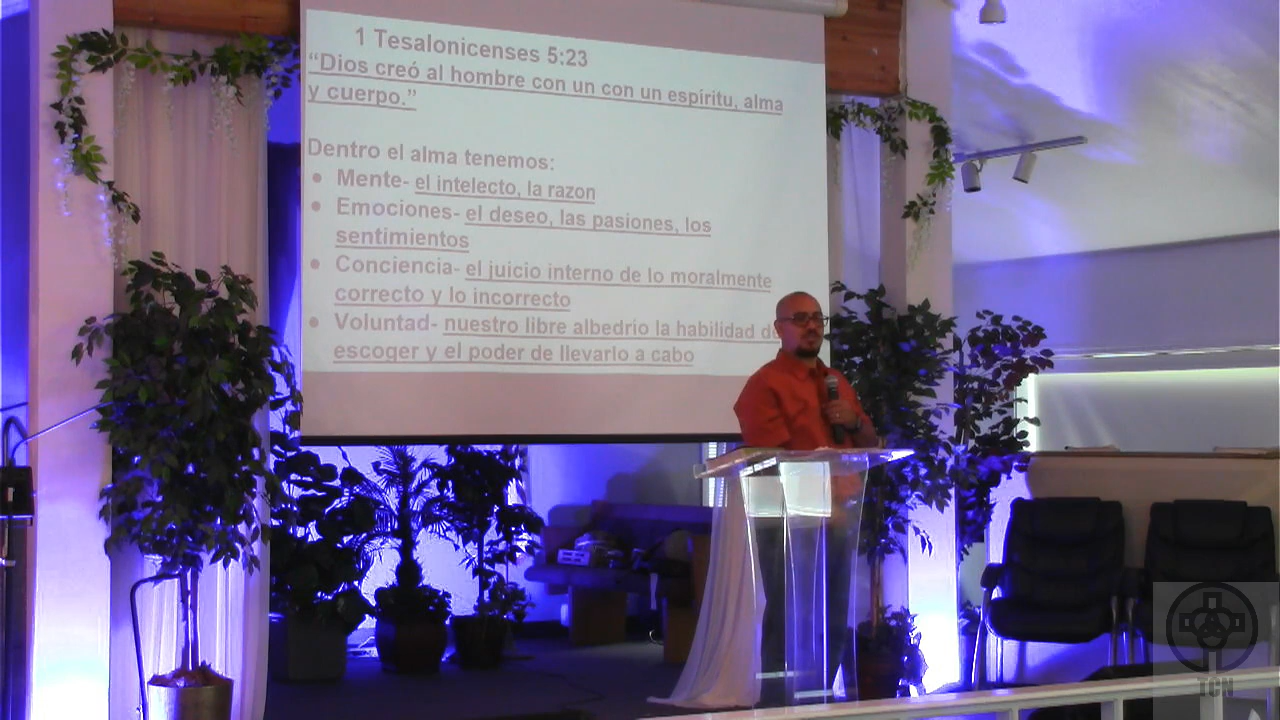 1 Tesalonicenses 5:23
“Dios creó al hombre con un con un espíritu, alma
y cuerpo.”
Dentro el alma tenemos:
● Mente- el intelecto, la razon
● Emociones- el deseo, las pasiones, los
sentimientos
● Conciencia- el juicio interno de lo moralmente
correcto y lo incorrecto
● Voluntad- nuestro libre albedrio la habilidad de
escoger y el poder de llevarlo a cabo
TCN